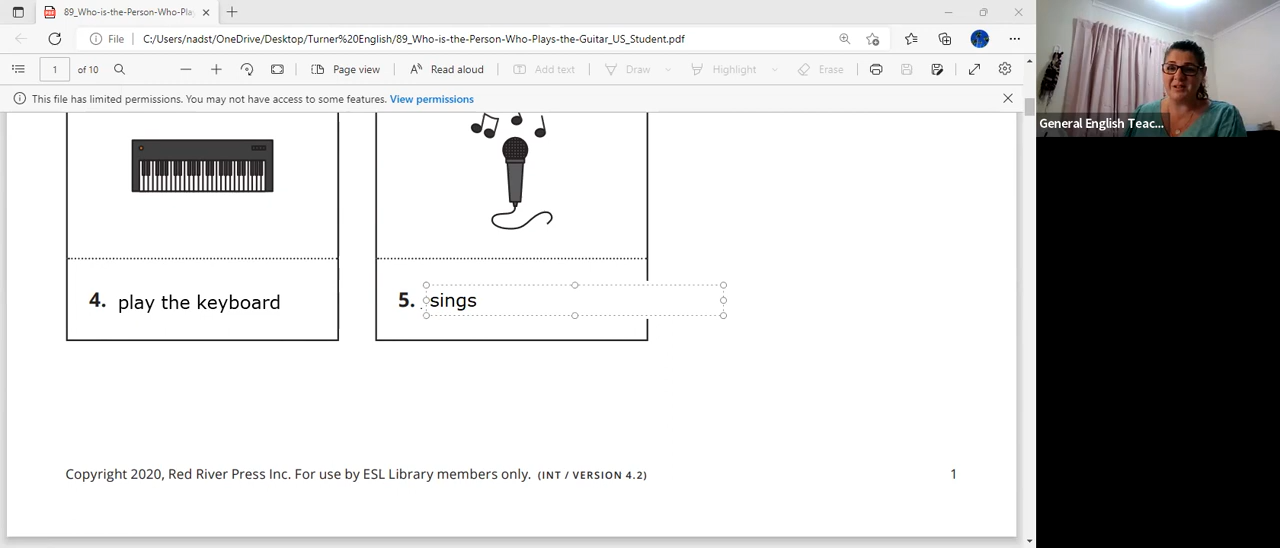 89_Who-is-the-Person-Who-Pla
File
C:/Users/nadst/OneDrive/Desktop/Turner%20English/89_Who-is-the-Person-Who-Plays-the-Guitar_US_Student.pdf
1 of 10
Page view
Read aloud
Add text
Draw
Highlight
Erase
This file has limited permissions. You may not have access to some features. View permissions
General English Teac...
4. play the keyboard
5. sings
Copyright 2020, Red River Press Inc. For use by ESL Library members only. (INT / VERSION 4.2)
1